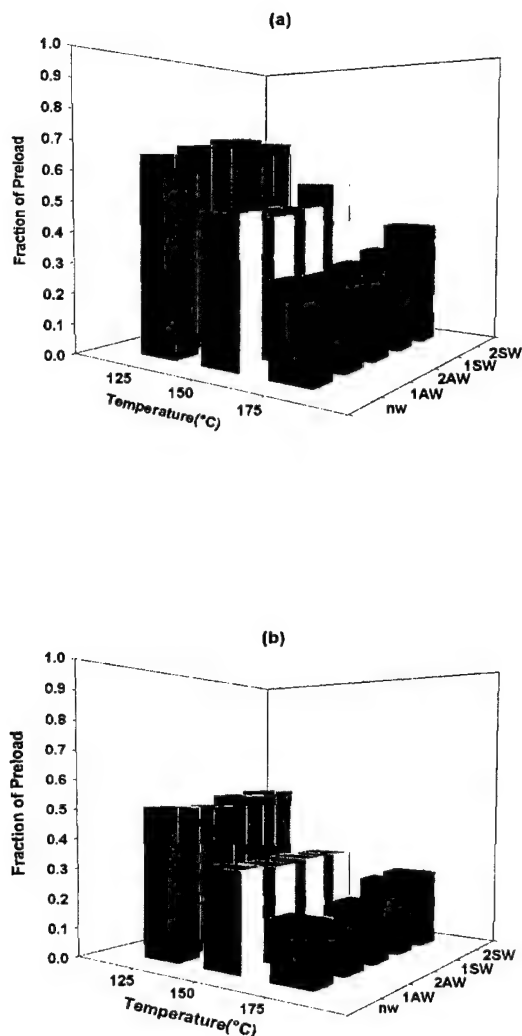 (a)
1.0
0.9
0.8
0.7
0.6
0.5
0.4
0.3
0.2
0.1
0.0
Fraction of Preload
125
150
175
Temperature(°C)
nw
1AW
2AW
1SW
2SW
(b)
1.0
0.9
0.8
0.7
0.6
0.5
0.4
0.3
0.2
0.1
0.0
Fraction of Preload
125
150
175
Temperature(°C)
nw
1AW
2AW
1SW
2SW